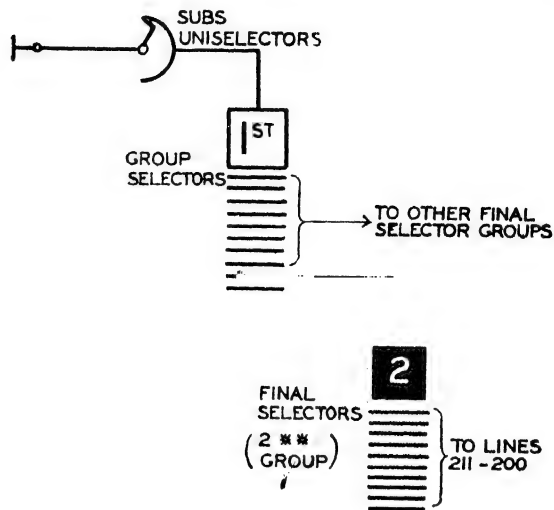 SUBS
UNISELECTORS
1ST
GROUP
SELECTORS
TO OTHER FINAL
SELECTOR GROUPS
2
FINAL
SELECTORS
(2 **
GROUP)
TO LINES
211-200